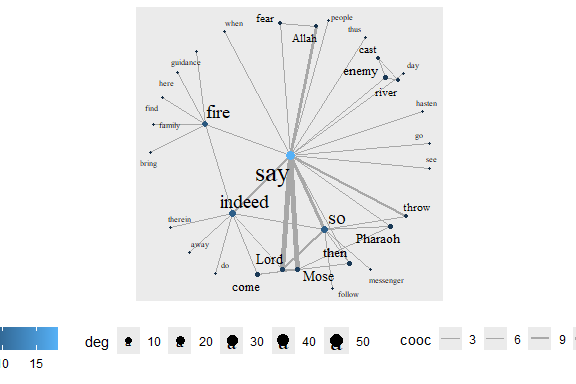 when
fear
people
thus
Allah
cast
guidance
enemy
day
here
river
find
fire
hasten
family
go
bring
see
say
indeed
throw
therein
so
Pharaoh
away
then
Lord
do
Mose
messenger
come
follow
0 15
deg 10 20 30 40 50
cooc 3 6 9